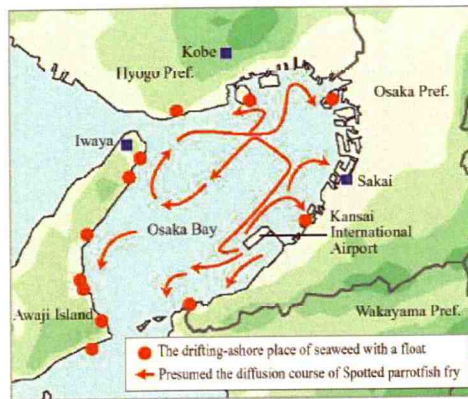 Kobe
Hyogo Pref.
Osaka Pref.
Iwaya
Sakai
Osaka Bay
Kansai
International
Airport
Awaji Island
Wakayama Pref.
The drifting-ashore place of seaweed with a float
Presumed the diffusion course of Spotted parrotfish fry